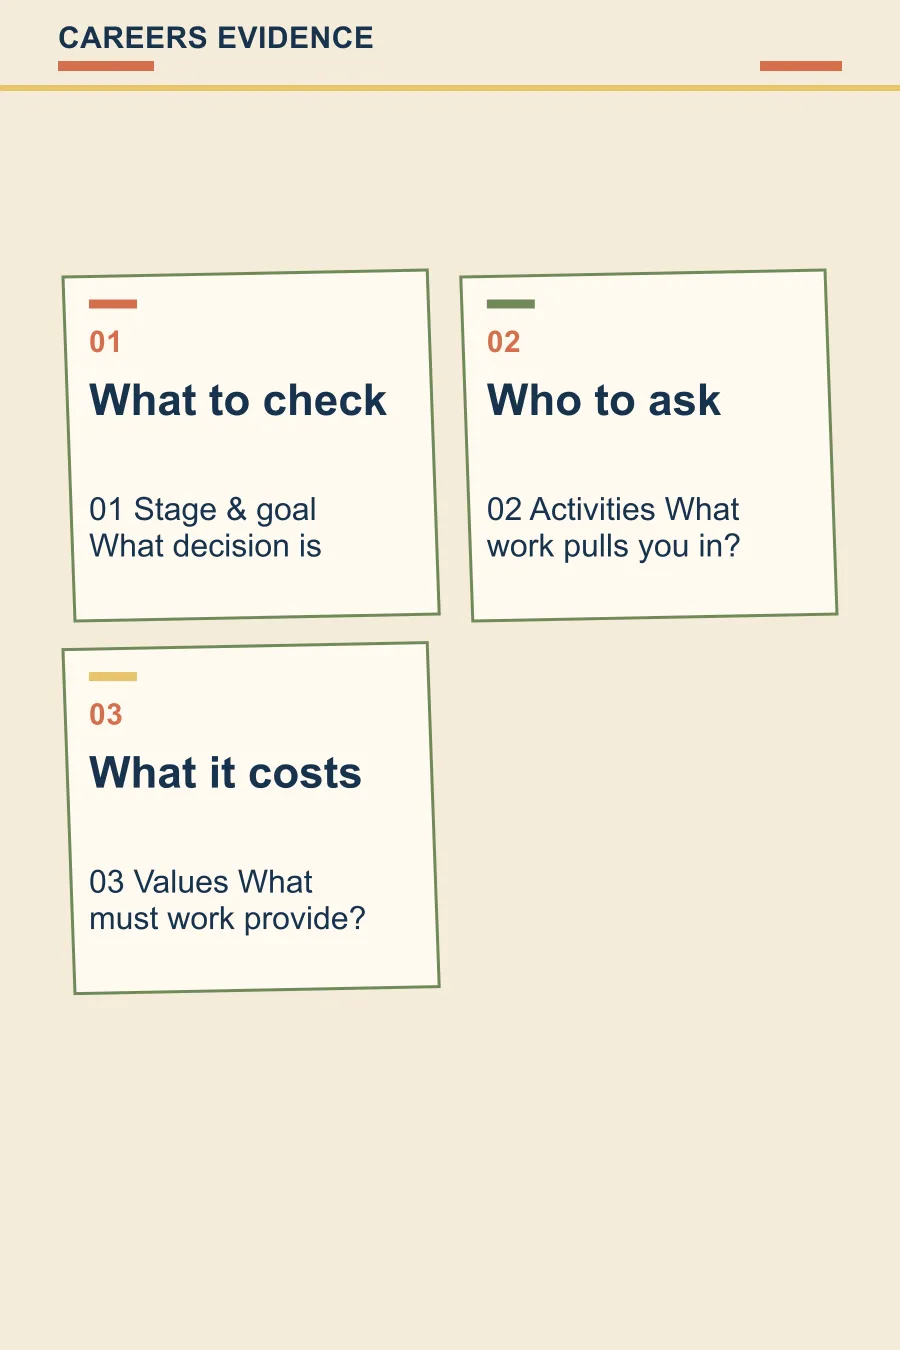 CAREERS EVIDENCE
01
What to check
01 Stage & goal
What decision is
02
Who to ask
02 Activities What
work pulls you in?
03
What it costs
03 Values What
must work provide?